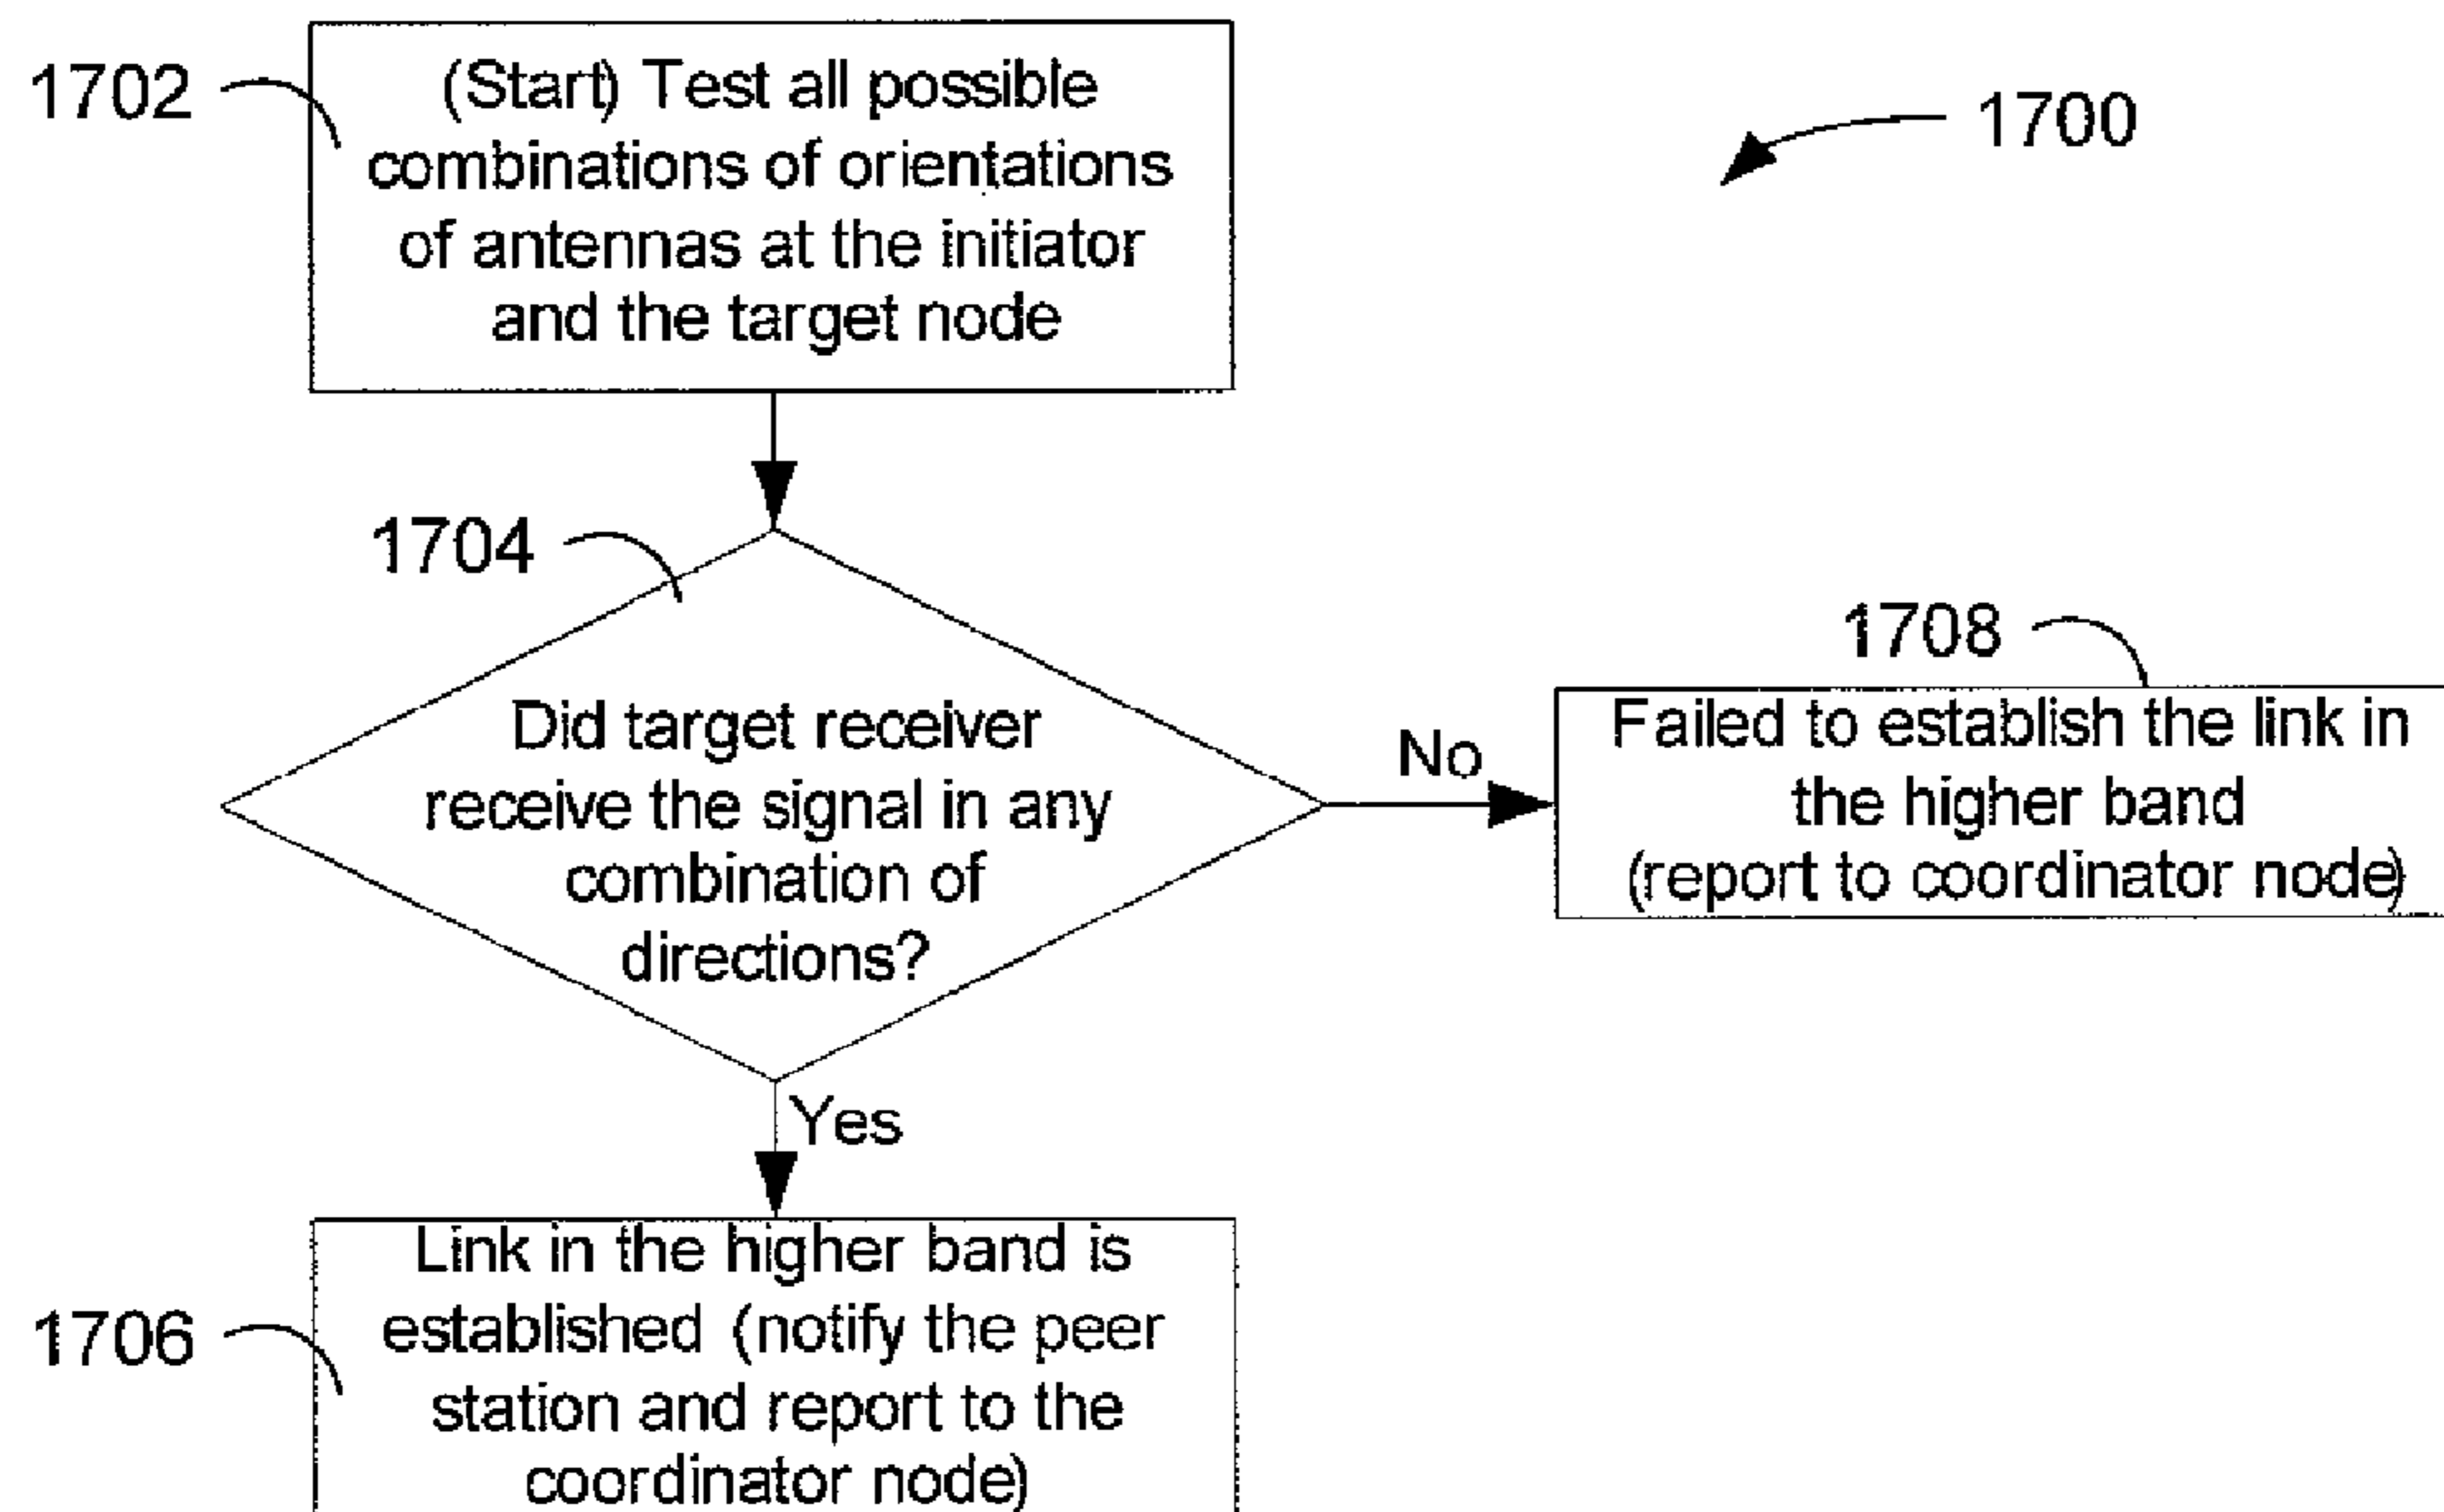 1702
(Start) Test all possible
combinations of orientations
of antennas at the initiator
and the target node
1700
1704
Did target receiver
receive the signal in any
combination of
directions?
No
1708
Failed to establish the link in
the higher band
(report to coordinator node)
Yes
1706
Link in the higher band is
established (notify the peer
station and report to the
coordinator node)